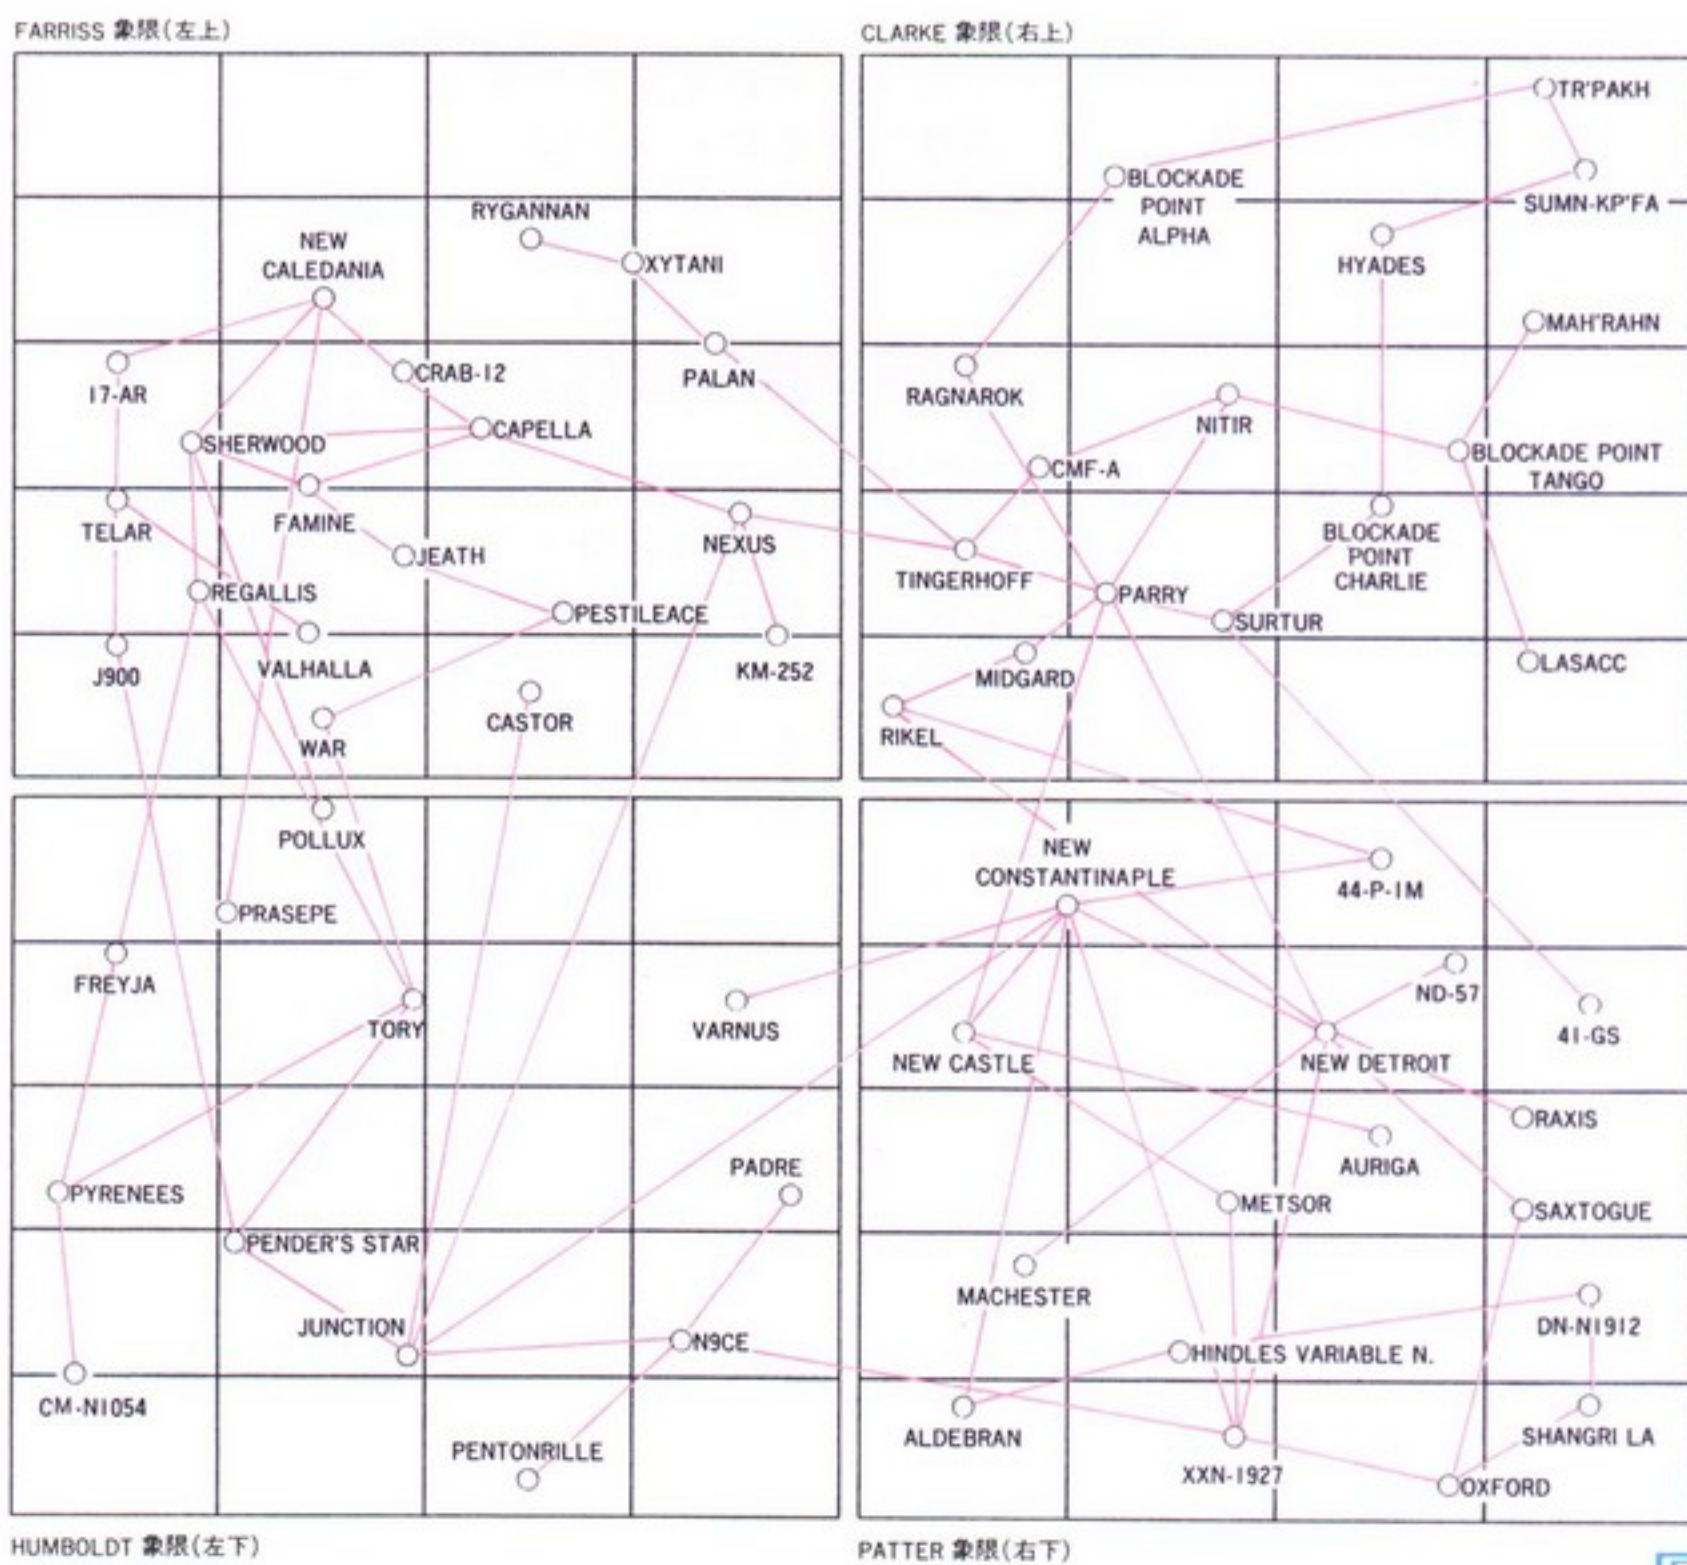 FARRISS 象限(左上)
CLARKE 象限(右上)
TR'PAKH
BLOCKADE
POINT
ALPHA
SUMN-KP'FA
RYGANNAN
NEW
CALEDANIA
XYTANI
HYADES
MAH'RAHN
17-AR
CRAB-12
PALAN
RAGNAROK
NITIR
SHERWOOD
CAPELLA
CMF-A
BLOCKADE POINT
TANGO
TELAR
FAMINE
JEATH
NEXUS
TINGERHOFF
BLOCKADE
POINT
CHARLIE
REGALLIS
PESTILEACE
PARRY
SURTUR
J900
VALHALLA
KM-252
MIDGARD
LASACC
WAR
CASTOR
RIKEL
POLLUX
NEW
CONSTANTINAPLE
44-P-1M
PRASEPE
FREYJA
TORY
VARNUS
ND-57
41-GS
NEW CASTLE
NEW DETROIT
RAXIS
AURIGA
PYRENEES
PADRE
METSOR
SAXTOGUE
PENDER'S STAR
MACHESTER
JUNCTION
N9CE
DN-N1912
HINDLES VARIABLE N.
CM-N1054
ALDEBRAN
SHANGRI LA
PENTONRILLE
XXN-1927
OXFORD
HUMBOLDT 象限(左下)
PATTER 象限(右下)